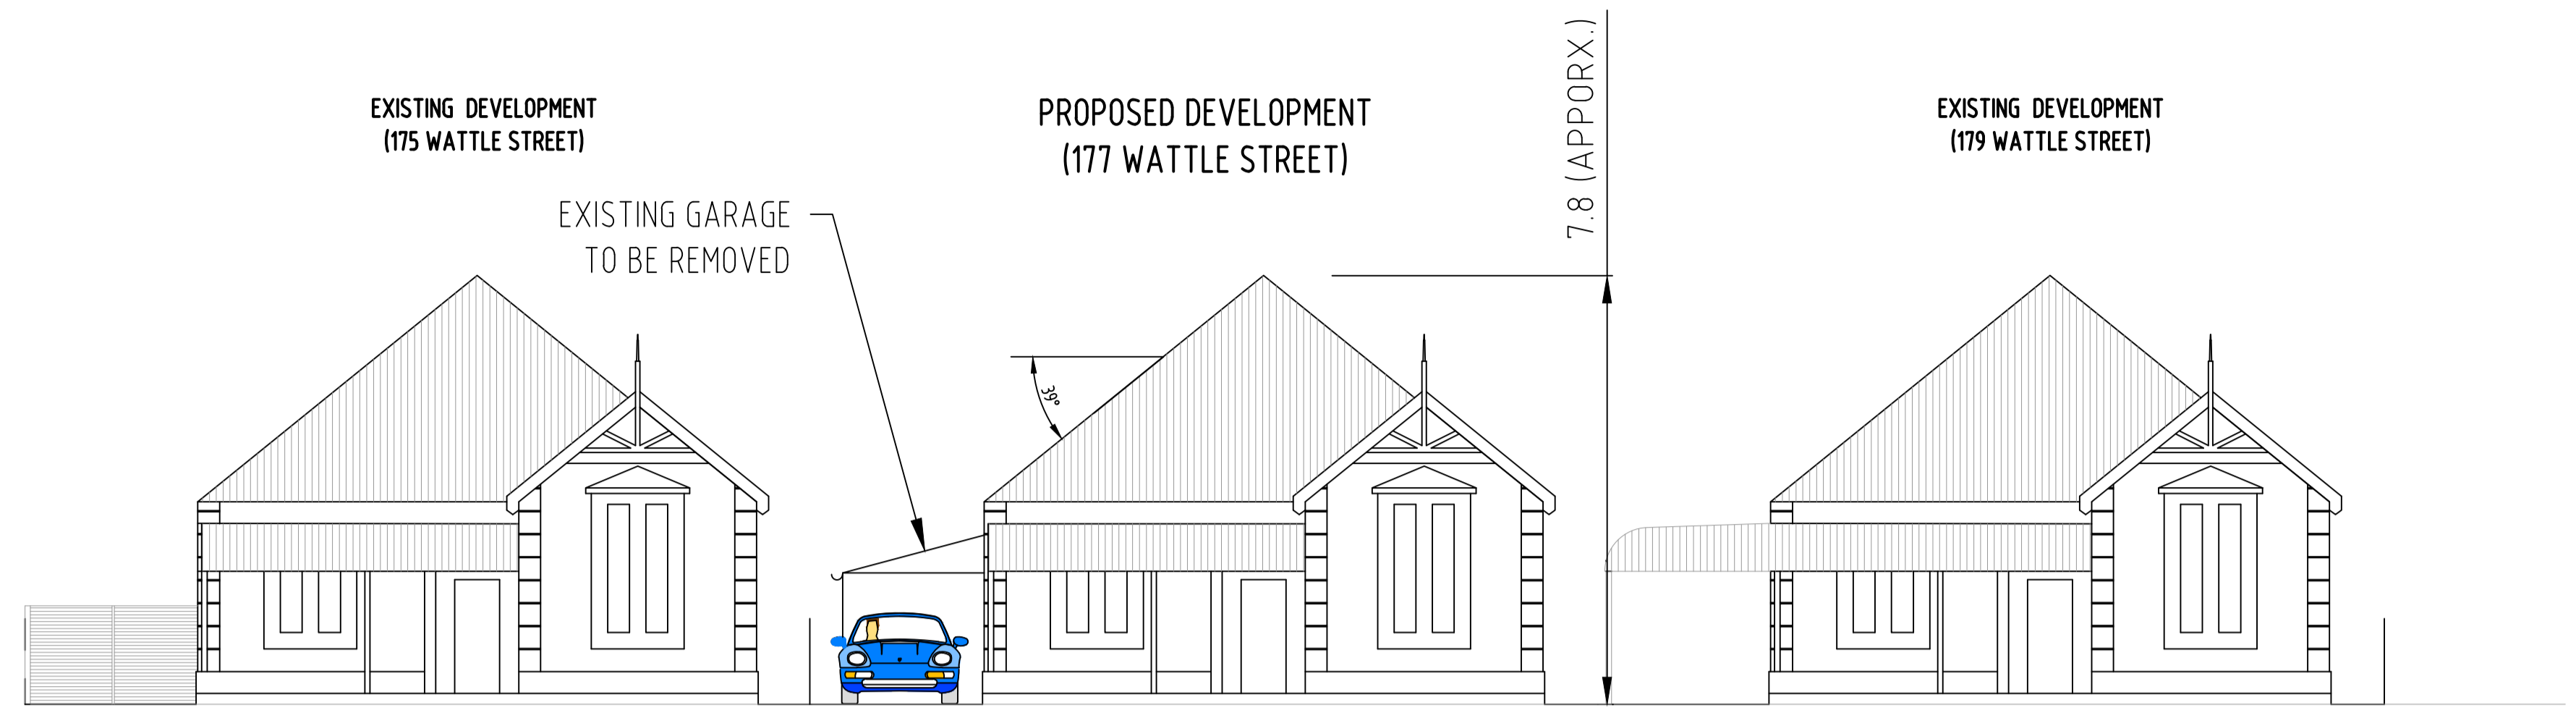 EXISTING DEVELOPMENT
(175 WATTLE STREET)
PROPOSED DEVELOPMENT
(177 WATTLE STREET)
7.8 (APPORX.)
EXISTING DEVELOPMENT
(179 WATTLE STREET)
EXISTING GARAGE
TO BE REMOVED
39°